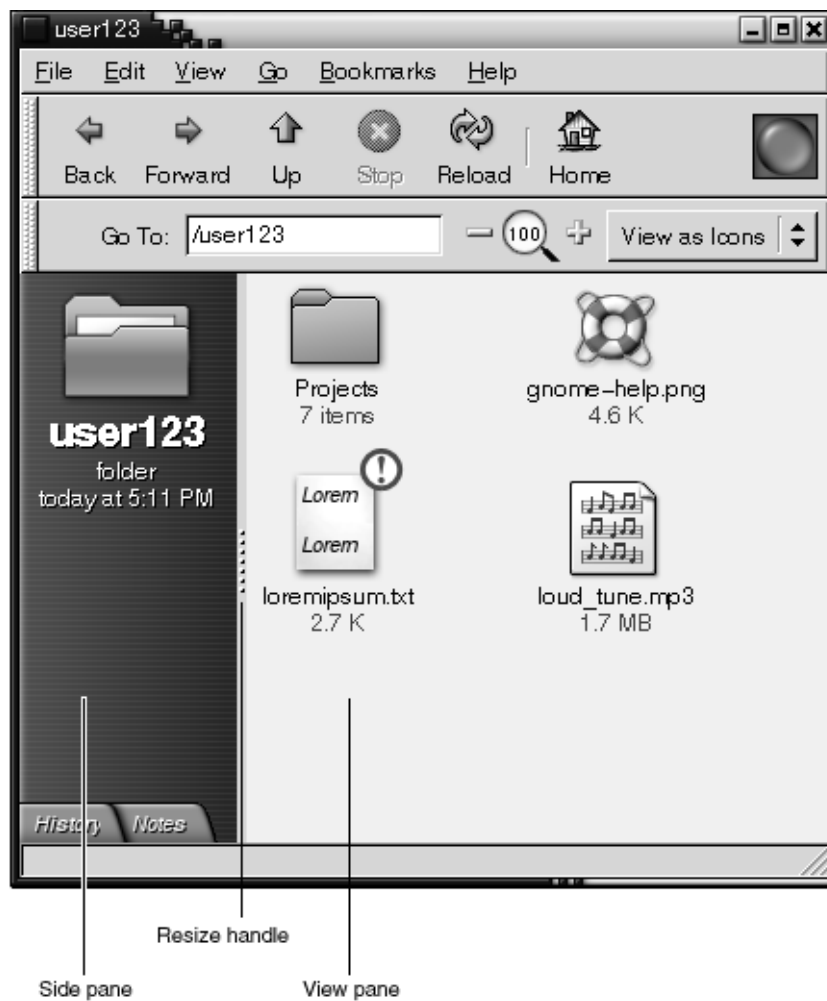 user123
File Edit View Go Bookmarks Help
Back Forward Up Stop Reload Home
Go To: /user123 100 View as Icons
user123
folder
today at 5:11 PM
Projects
7 items
gnome-help.png
4.6 K
Lorem
Lorem
loremipsum.txt
2.7 K
loud_tune.mp3
1.7 MB
History Notes
Resize handle
Side pane
View pane